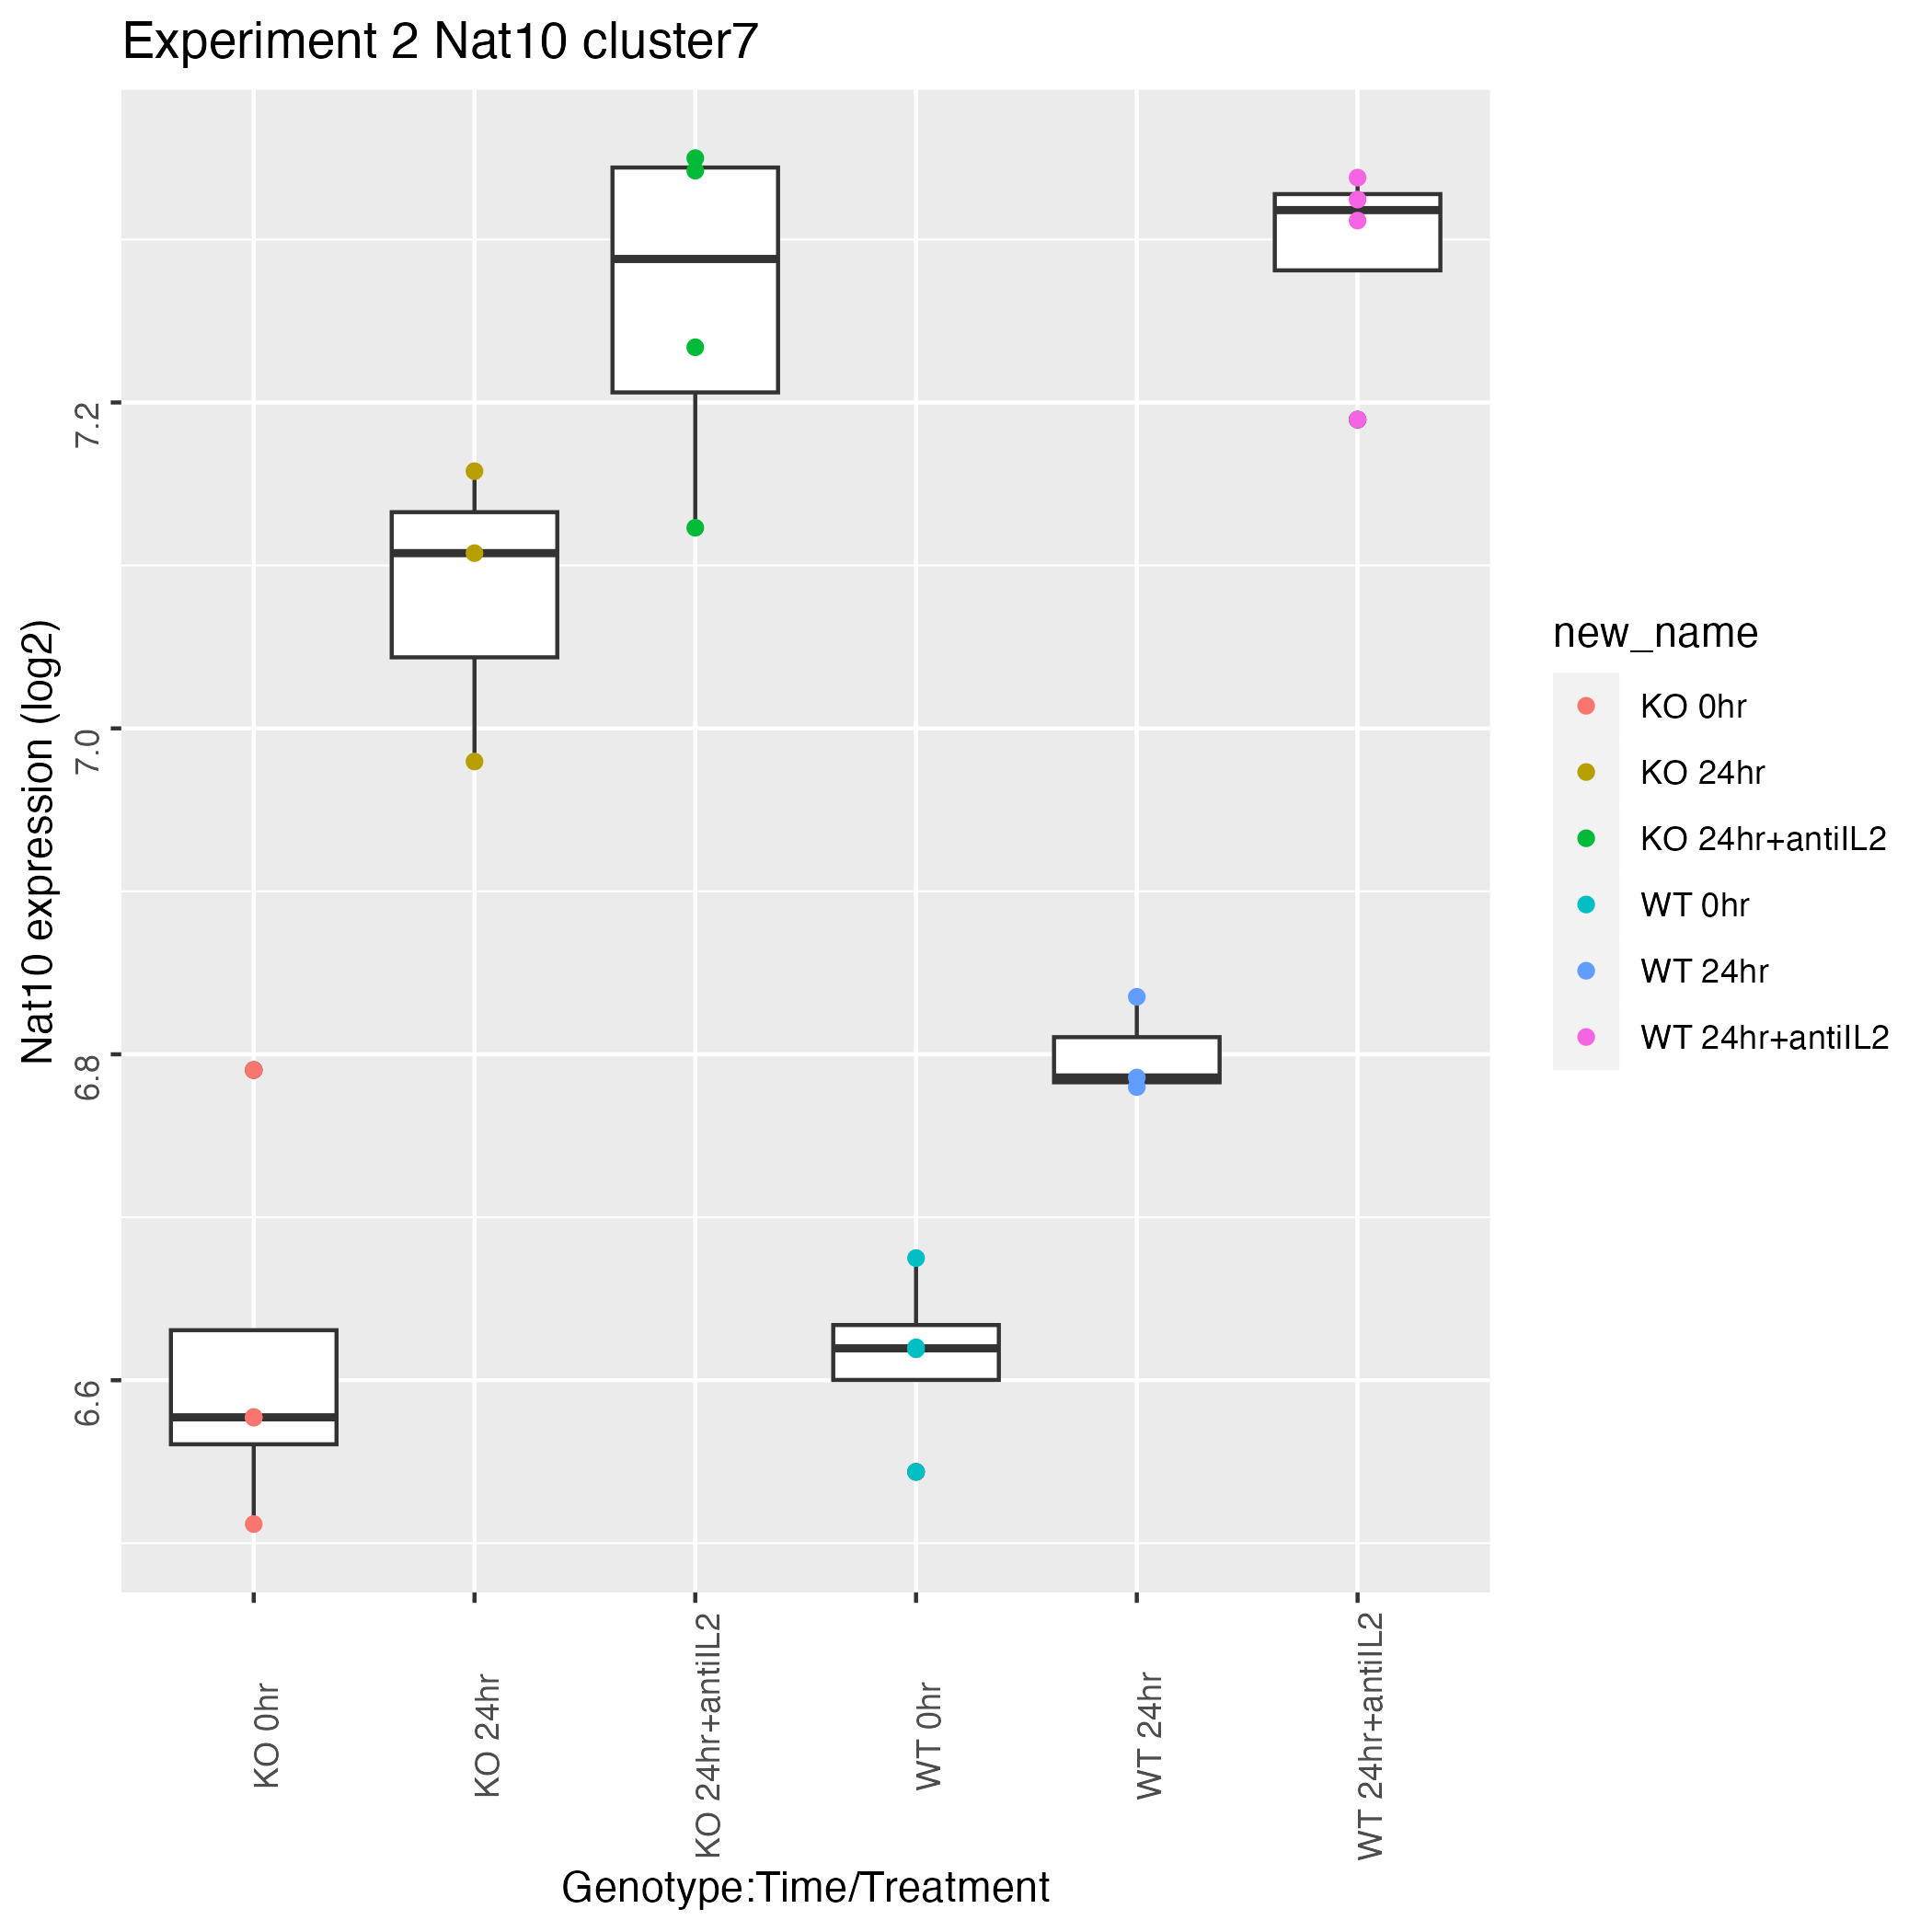 Experiment 2 Nat10 cluster7
Nat10 expression (log2)
7.2
7.0
6.8
6.6
KO 0hr
KO 24hr
KO 24hr+antiIL2
WT 0hr
WT 24hr
WT 24hr+antiIL2
Genotype:Time/Treatment
new_name
KO 0hr
KO 24hr
KO 24hr+antiIL2
WT 0hr
WT 24hr
WT 24hr+antiIL2